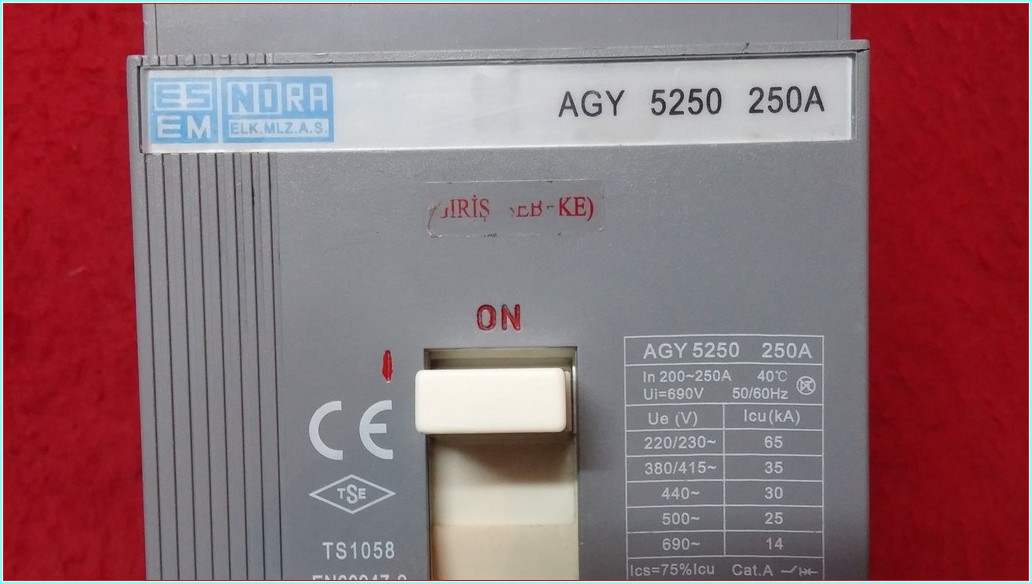 ES NORA
EM ELK.MLZ.A.S.
AGY 5250 250A
KE)
ON
AGY 5250 250A
In 200~250A 40℃
Ui=690V 50/60Hz
Ue (V) Icu(kA)
220/230~ 65
380/415~ 35
440~ 30
500~ 25
690~ 14
Ics=75%Icu Cat.A
I
CE
TSE
TS1058